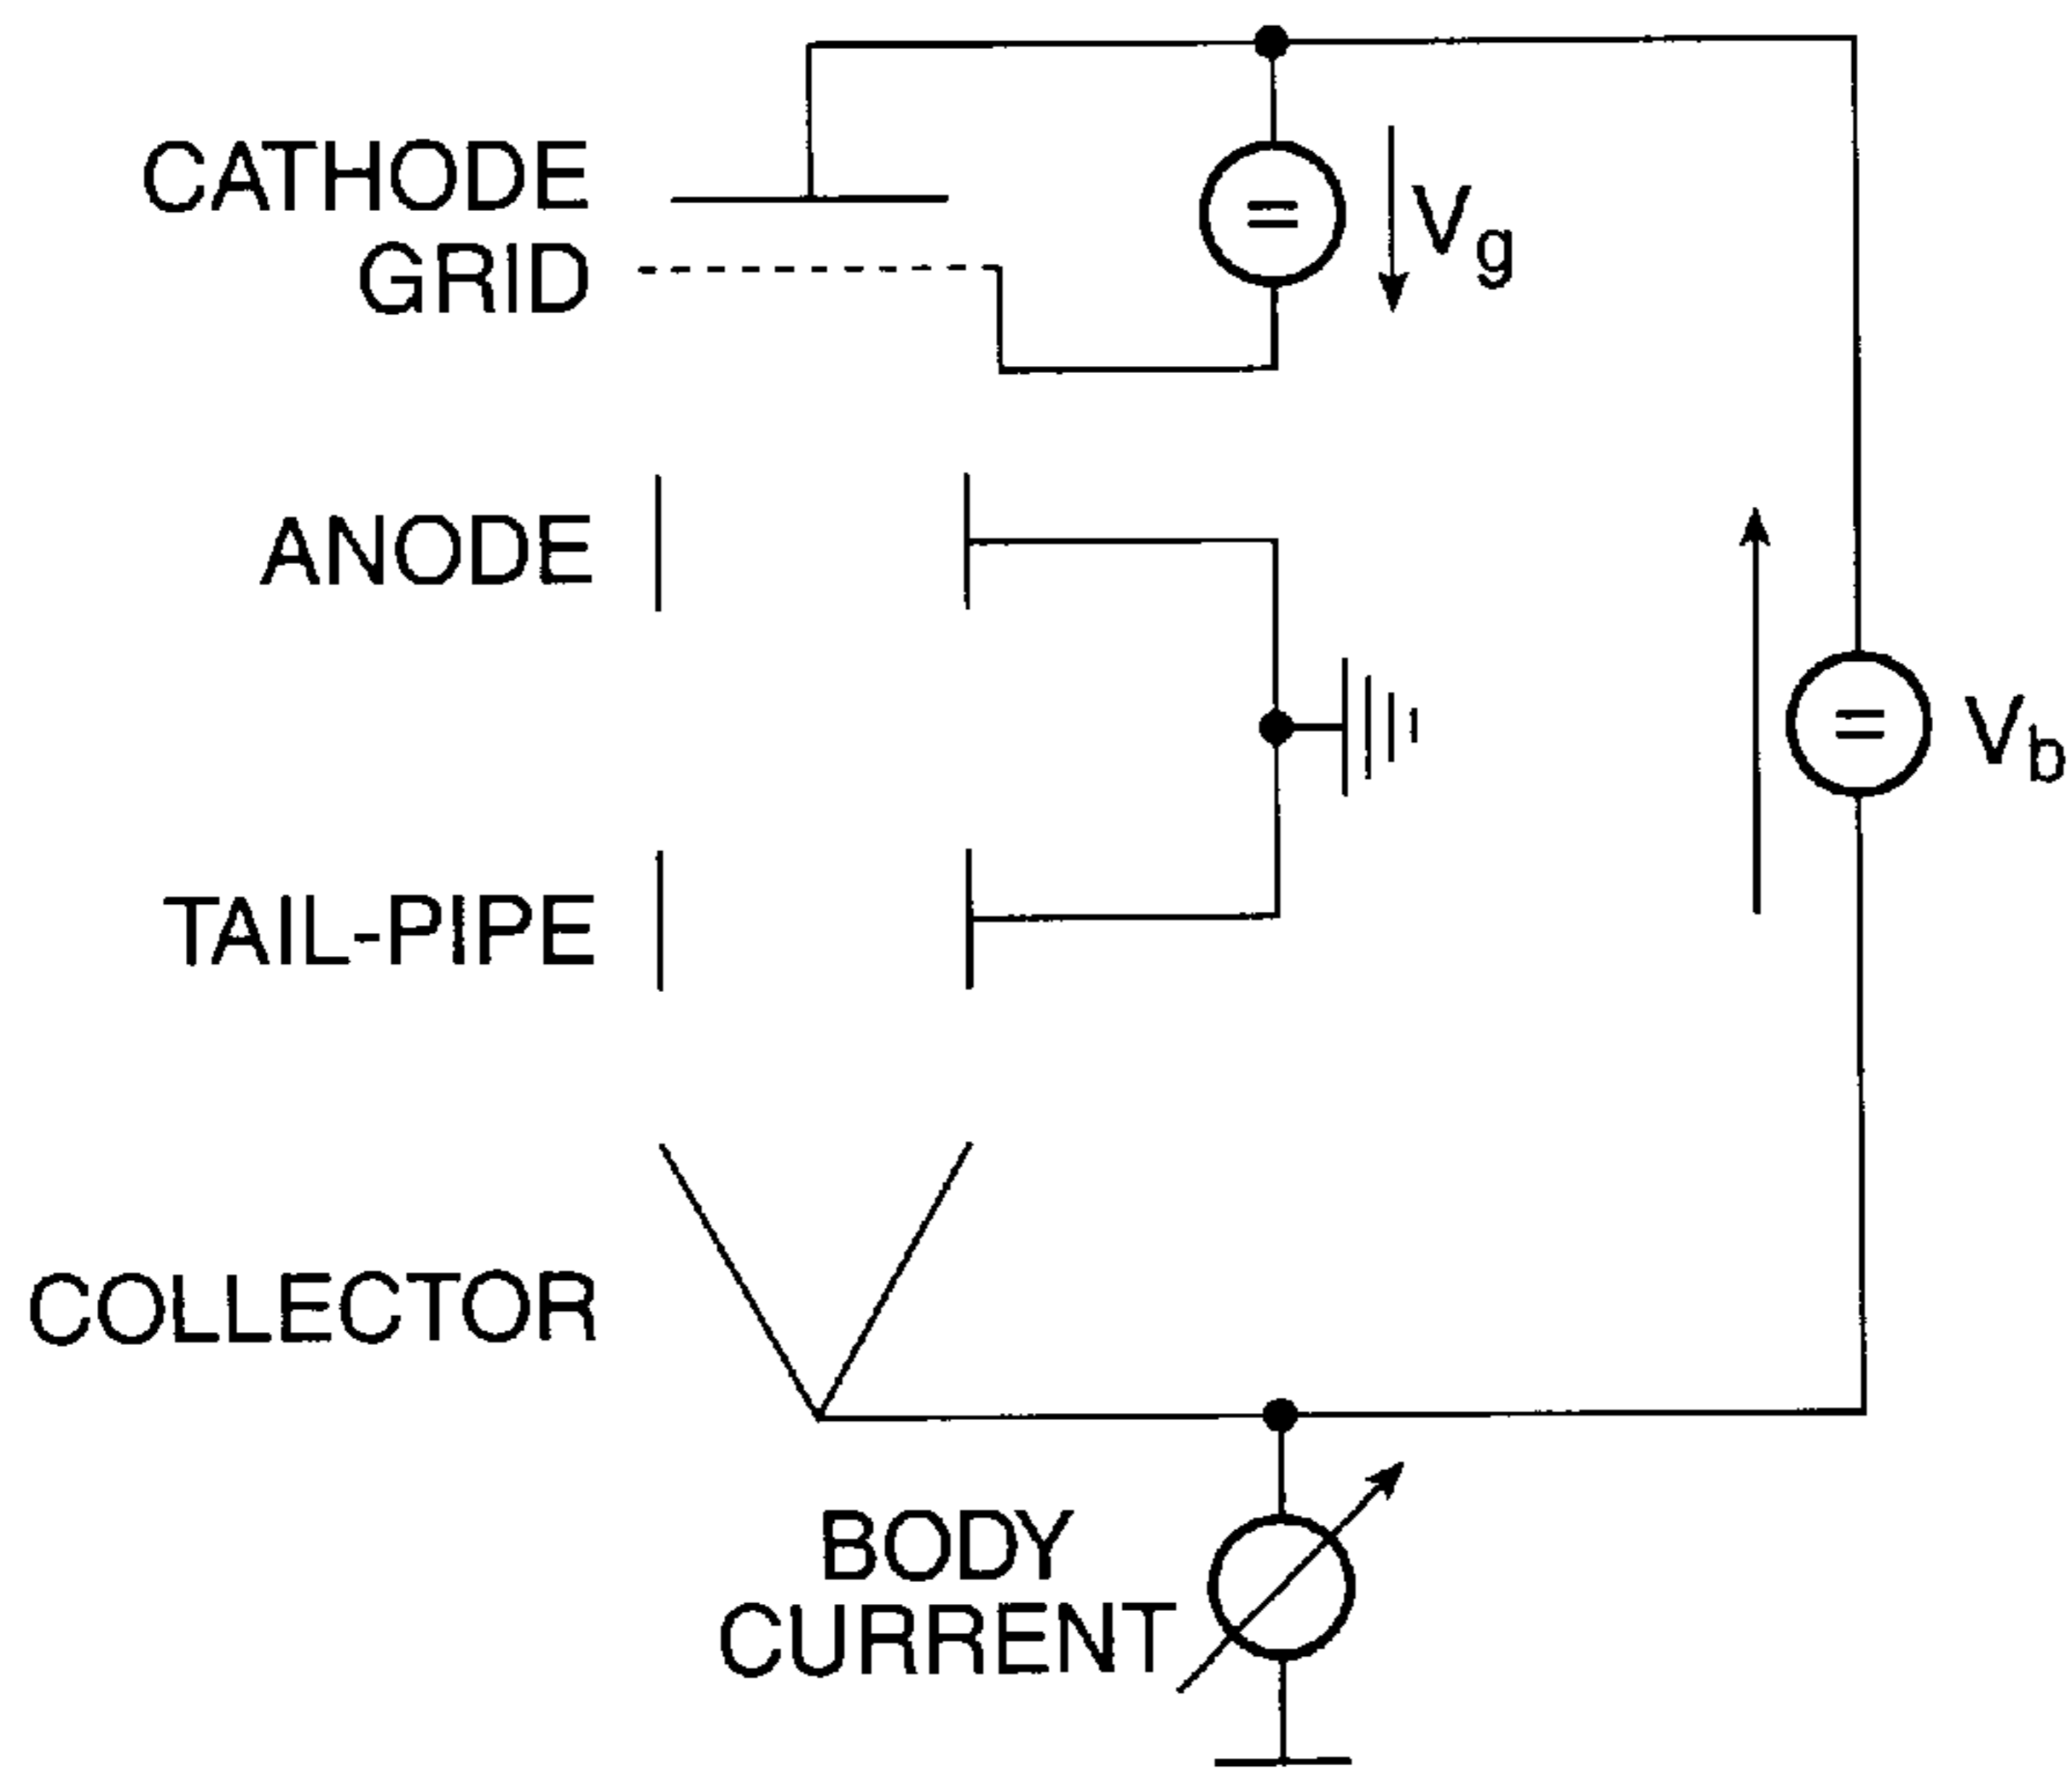 CATHODE
GRID
Vg
ANODE
Vb
TAIL-PIPE
COLLECTOR
BODY
CURRENT